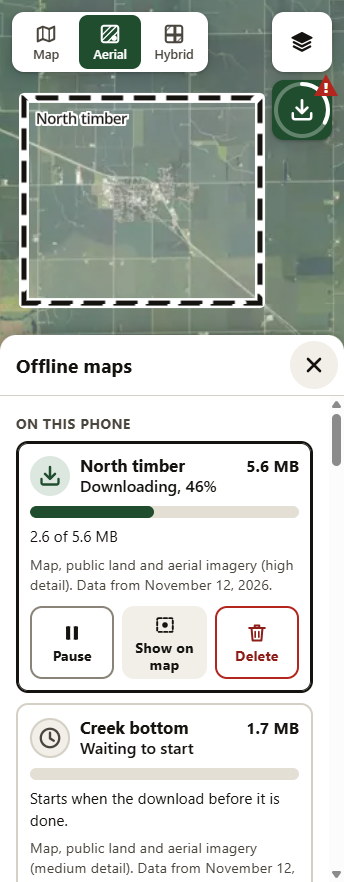 Map
Aerial
Hybrid
North timber
Offline maps
ON THIS PHONE
North timber
5.6 MB
Downloading, 46%
2.6 of 5.6 MB
Map, public land and aerial imagery (high
detail). Data from November 12, 2026.
Pause
Show on
map
Delete
Creek bottom
1.7 MB
Waiting to start
Starts when the download before it is
done.
Map, public land and aerial imagery
(medium detail). Data from November 12,